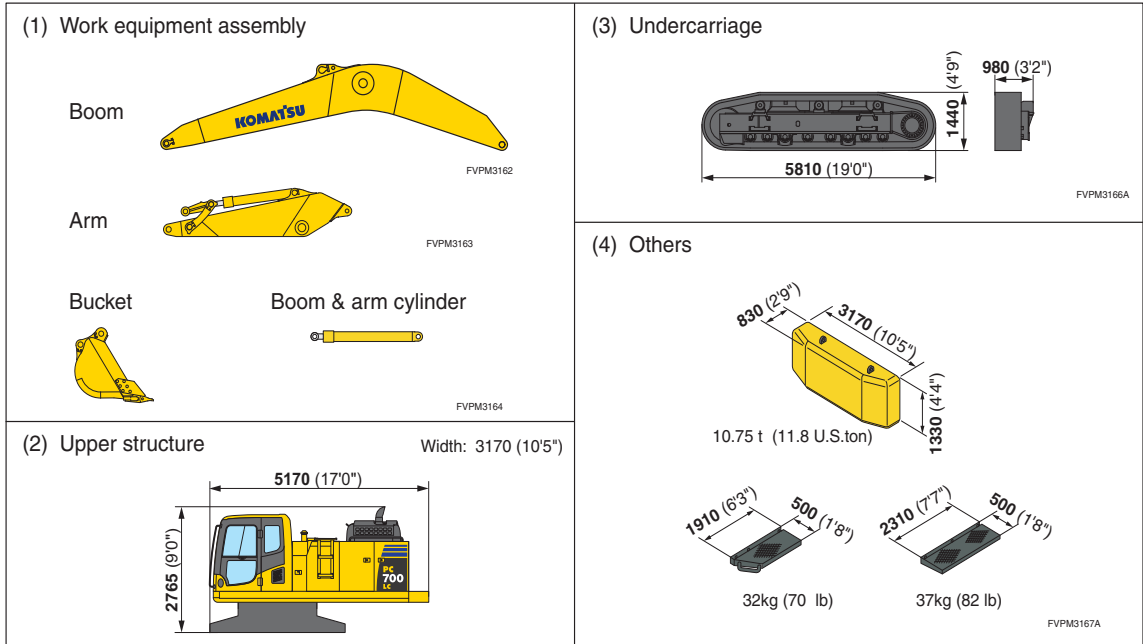 (1) Work equipment assembly
Boom
KOMATSU
FVPM3162
Arm
FVPM3163
Bucket
Boom & arm cylinder
FVPM3164
(2) Upper structure
Width: 3170 (10'5")
5170 (17'0")
2765 (9'0")
PC
700
LC
(3) Undercarriage
980 (3'2")
1440 (4'9")
5810 (19'0")
FVPM3166A
(4) Others
830 (2'9")
3170 (10'5")
1330 (4'4")
10.75 t (11.8 U.S.ton)
1910 (6'3")
500 (1'8")
2310 (7'7")
500 (1'8")
32kg (70 lb)
37kg (82 lb)
FVPM3167A